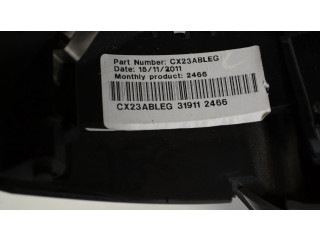 Part Number: CX23ABLEG
Date: 15/11/2011
Monthly product: 2466
CX23ABLEG 31911 2466